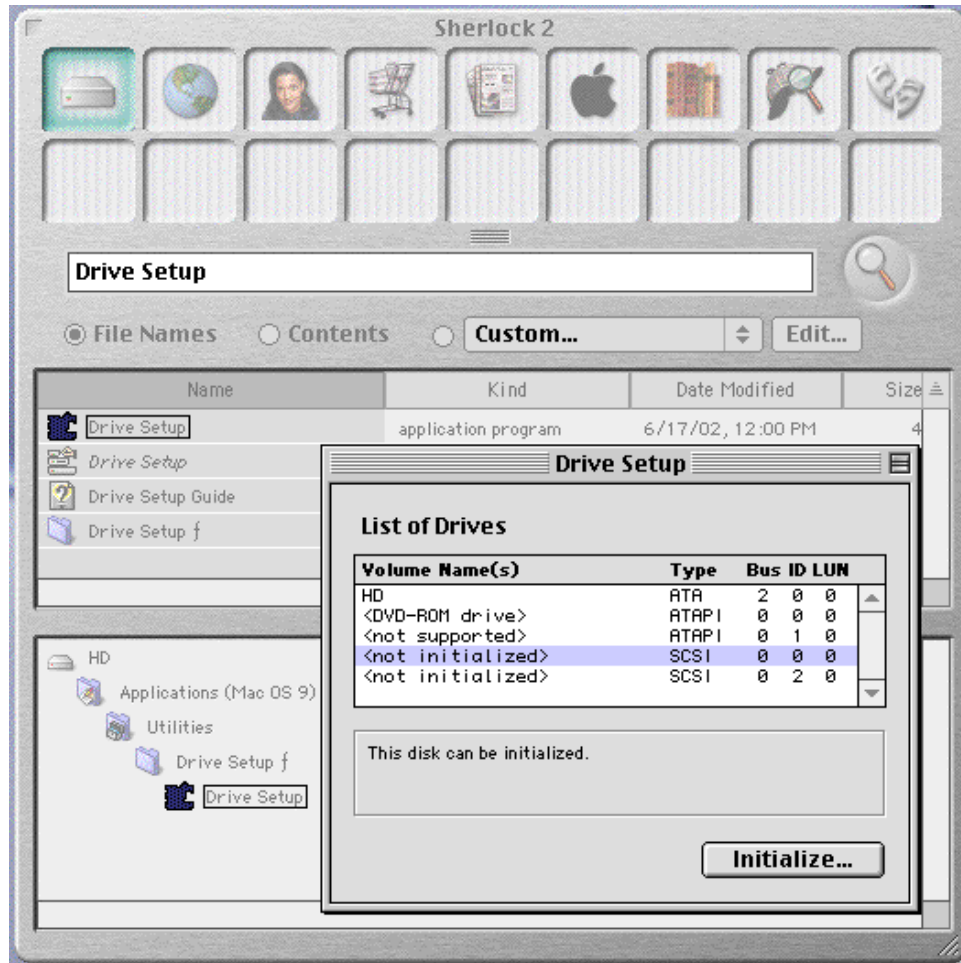 Sherlock 2
Drive Setup
File Names Contents Custom... Edit...
Name Kind Date Modified Size
Drive Setup application program 6/17/02, 12:00 PM 4
Drive Setup
Drive Setup Guide
Drive Setup ƒ
HD
Applications (Mac OS 9)
Utilities
Drive Setup ƒ
Drive Setup
Drive Setup
List of Drives
Volume Name(s) Type Bus ID LUN
HD ATA 2 0 0
<DVD-ROM drive> ATAPI 0 0 0
<not supported> ATAPI 0 1 0
<not initialized> SCSI 0 0 0
<not initialized> SCSI 0 2 0
This disk can be initialized.
Initialize...